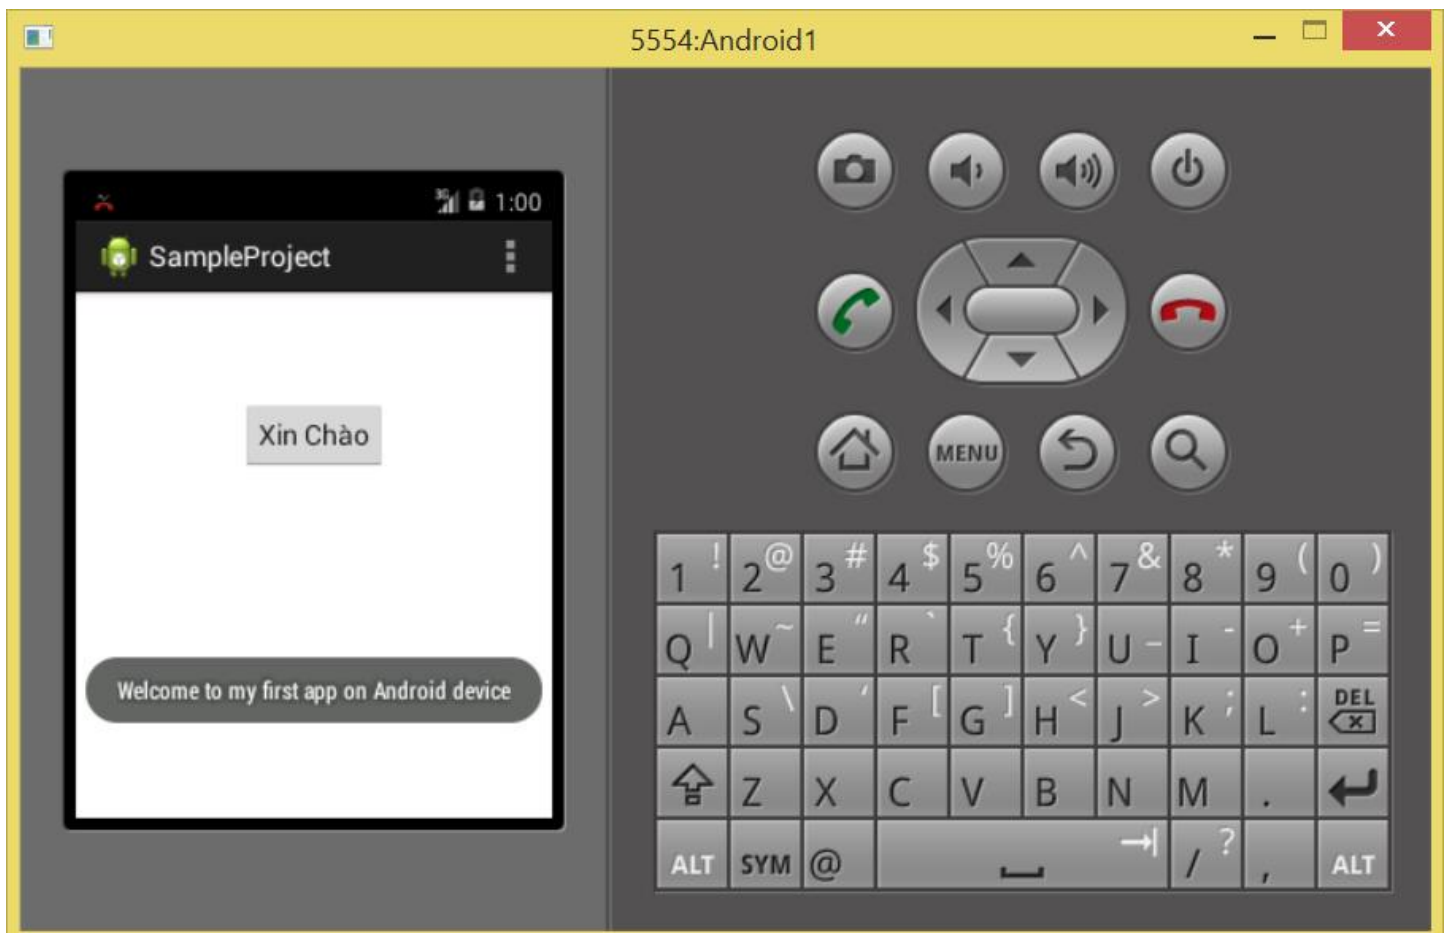 5554:Android1
3G 1:00
SampleProject
Xin Chào
Welcome to my first app on Android device
MENU
1 ! 2 @ 3 # 4 $ 5 % 6 ^ 7 & 8 * 9 ( 0 )
Q | W ~ E “ R ` T { Y } U _ I - O + P =
A S \ D ' F [ G ] H < J > K ; L : DEL
Z X C V B N M .
ALT SYM @ / ? , ALT